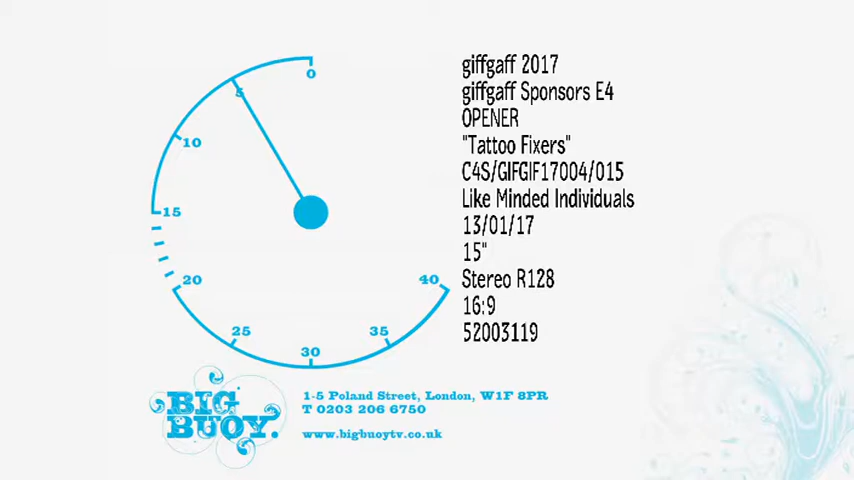 0
5
10
15
20
25
30
35
40
giffgaff 2017
giffgaff Sponsors E4
OPENER
"Tattoo Fixers"
C4S/GIFGIF17004/015
Like Minded Individuals
13/01/17
15"
Stereo R128
16:9
52003119
BIG
BUOY.
1-5 Poland Street, London, W1F 8PR
T 0203 206 6750
www.bigbuoytv.co.uk